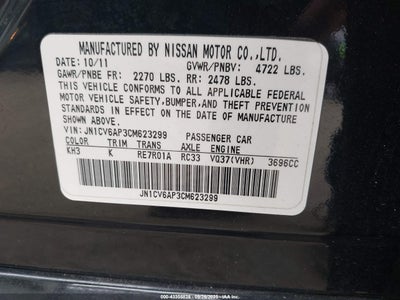 MANUFACTURED BY NISSAN MOTOR CO.,LTD.
DATE: 10/11 GVWR/PNBV: 4722 LBS.
GAWR/PNBE FR: 2270 LBS. RR: 2478 LBS.
THIS VEHICLE CONFORMS TO ALL APPLICABLE FEDERAL
MOTOR VEHICLE SAFETY, BUMPER, AND THEFT PREVENTION
STANDARDS IN EFFECT ON THE DATE OF MANUFACTURE
SHOWN ABOVE.
VIN: JN1CV6AP3CM623299 PASSENGER CAR
COLOR TRIM TRANS AXLE ENGINE
KH3 K RE7R01A RC33 VQ37(VHR) 3696CC
JN1CV6AP3CM623299